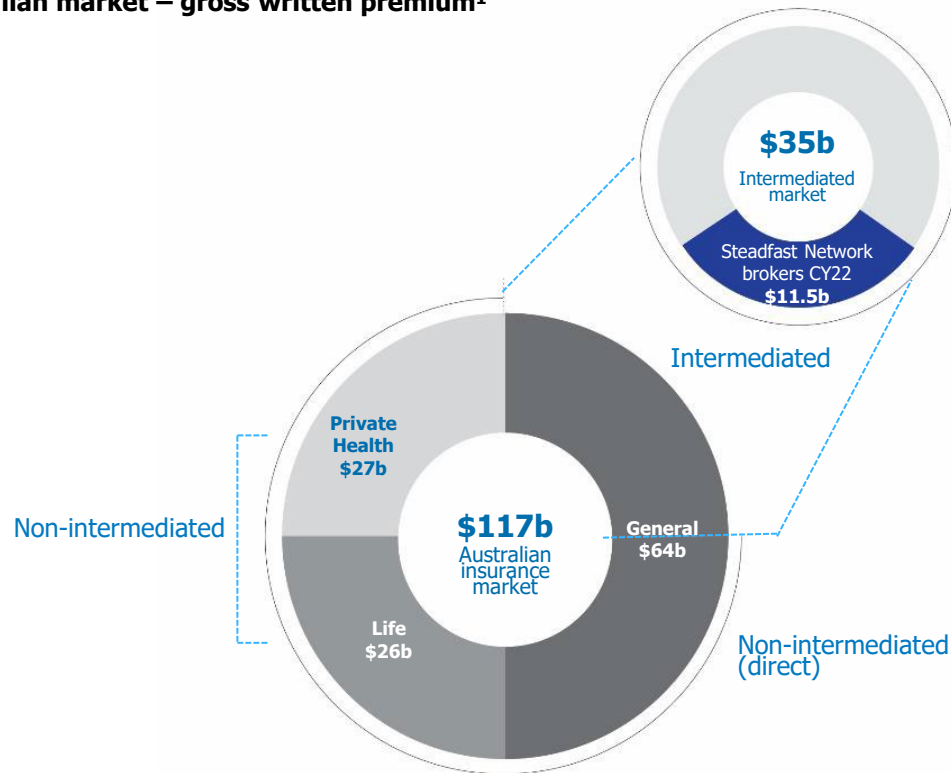 lian market – gross written premium¹
$35b
Intermediated
market
Steadfast Network
brokers CY22
$11.5b
Intermediated
Private
Health
$27b
Non-intermediated
$117b
Australian
insurance
market
General
$64b
Life
$26b
Non-intermediated
(direct)